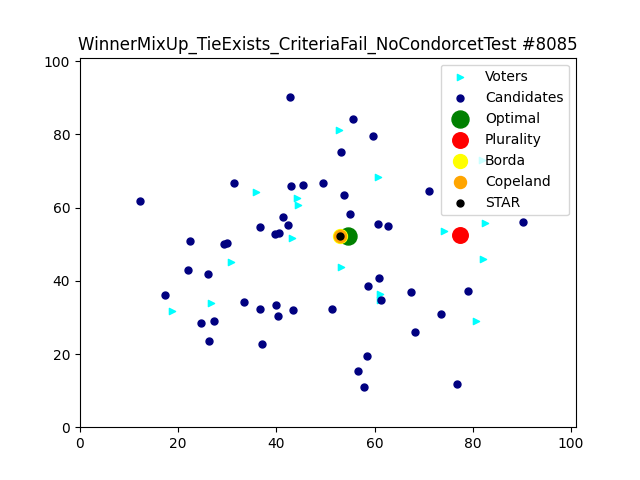 WinnerMixUp_TieExists_CriteriaFail_NoCondorcetTest #8085
100
80
60
40
20
0
0 20 40 60 80 100
Voters
Candidates
Optimal
Plurality
Borda
Copeland
STAR